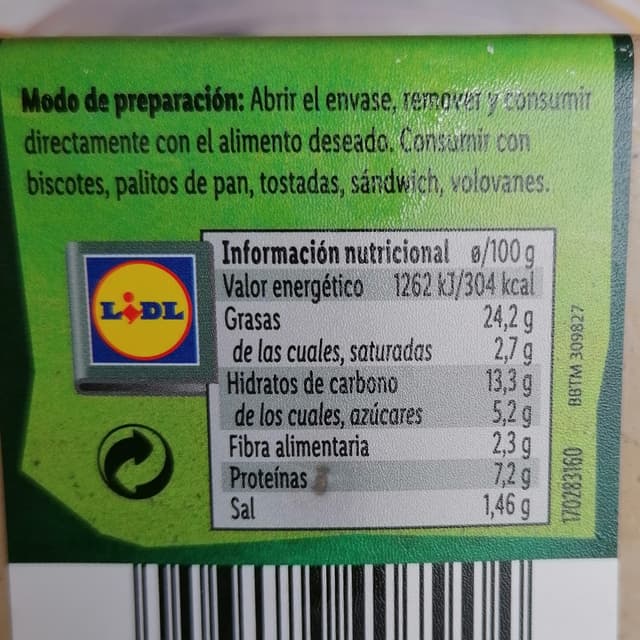 Modo de preparación: Abrir el envase, remover y consumir
directamente con el alimento deseado. Consumir con
biscotes, palitos de pan, tostadas, sándwich, volovanes.
Información nutricional ø/100 g
Valor energético 1262 kJ/304 kcal
Grasas 24,2 g
de las cuales, saturadas 2,7 g
Hidratos de carbono 13,3 g
de los cuales, azúcares 5,2 g
Fibra alimentaria 2,3 g
Proteínas 7,2 g
Sal 1,46 g
LIDL
BBTM 309827
170283160